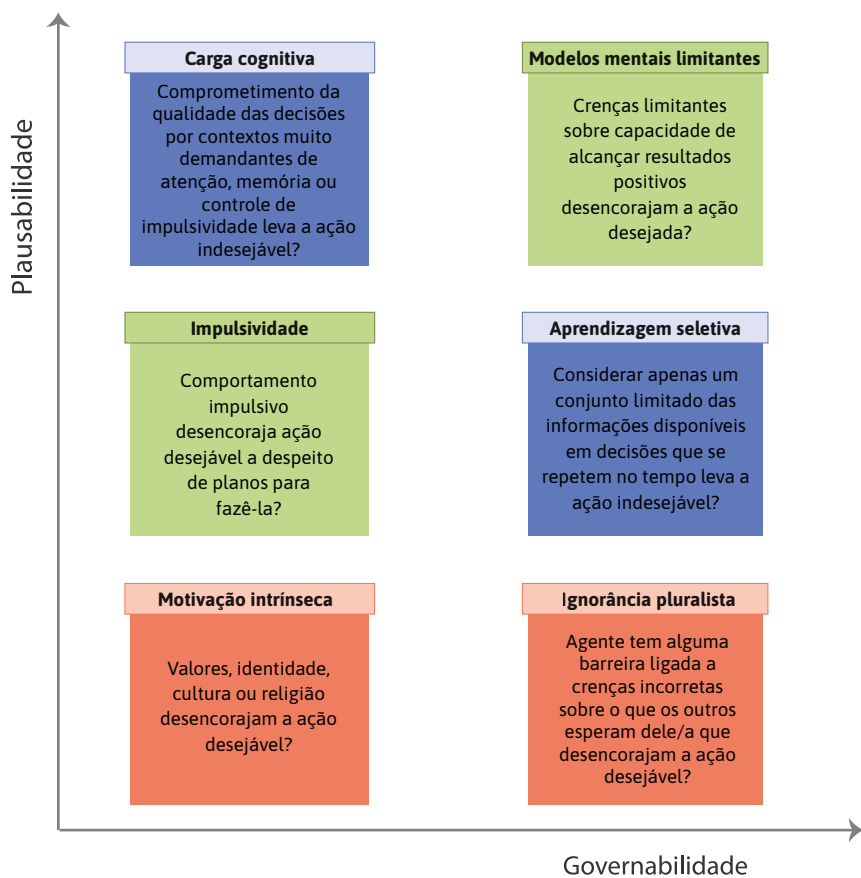 Plausabilidade
Carga cognitiva
Comprometimento da
qualidade das decisões
por contextos muito
demandantes de
atenção, memória ou
controle de
impulsividade leva a ação
indesejável?
Modelos mentais limitantes
Crenças limitantes
sobre capacidade de
alcançar resultados
positivos
desencorajam a ação
desejada?
Impulsividade
Comportamento
impulsivo
desencoraja ação
desejável a despeito
de planos para
fazê-la?
Aprendizagem seletiva
Considerar apenas um
conjunto limitado das
informações disponíveis
em decisões que se
repetem no tempo leva a
ação indesejável?
Motivação intrínseca
Valores, identidade,
cultura ou religião
desencorajam a ação
desejável?
Ignorância pluralista
Agente tem alguma
barreira ligada a
crenças incorretas
sobre o que os outros
esperam dele/a que
desencorajam a ação
desejável?
Governabilidade